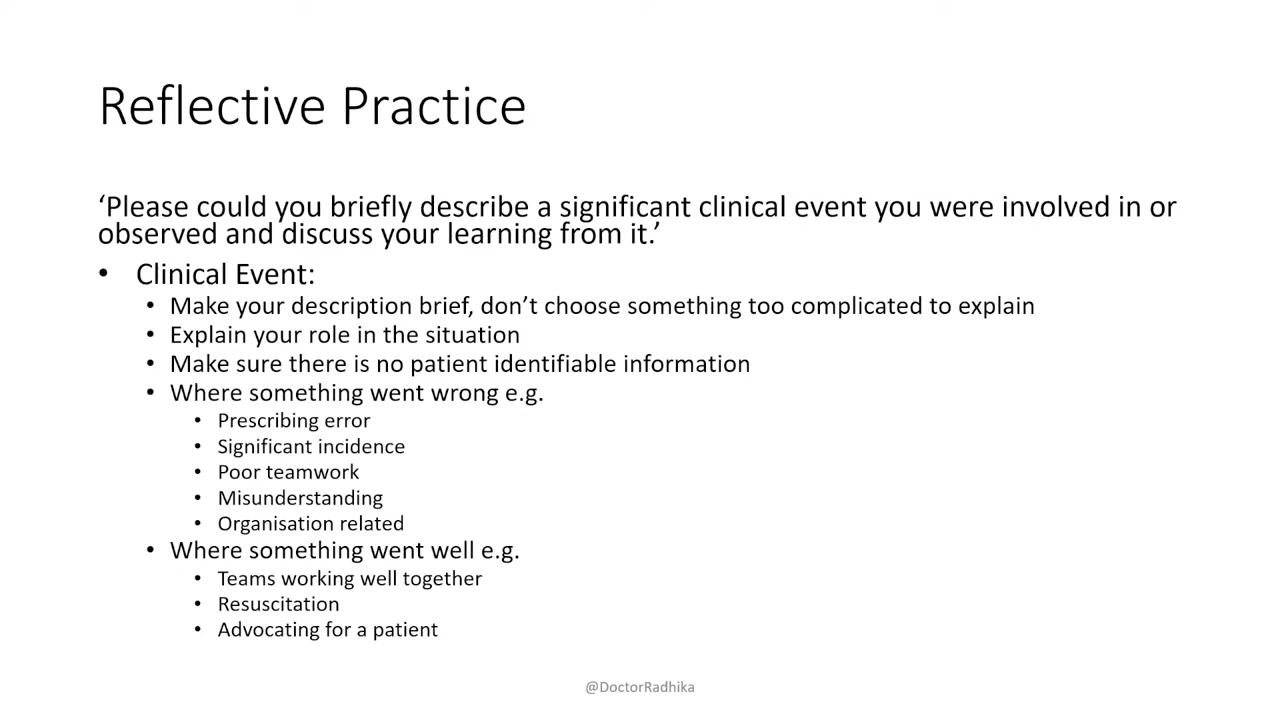 Reflective Practice
‘Please could you briefly describe a significant clinical event you were involved in or
observed and discuss your learning from it.’
• Clinical Event:
• Make your description brief, don’t choose something too complicated to explain
• Explain your role in the situation
• Make sure there is no patient identifiable information
• Where something went wrong e.g.
• Prescribing error
• Significant incidence
• Poor teamwork
• Misunderstanding
• Organisation related
• Where something went well e.g.
• Teams working well together
• Resuscitation
• Advocating for a patient
@DoctorRadhika